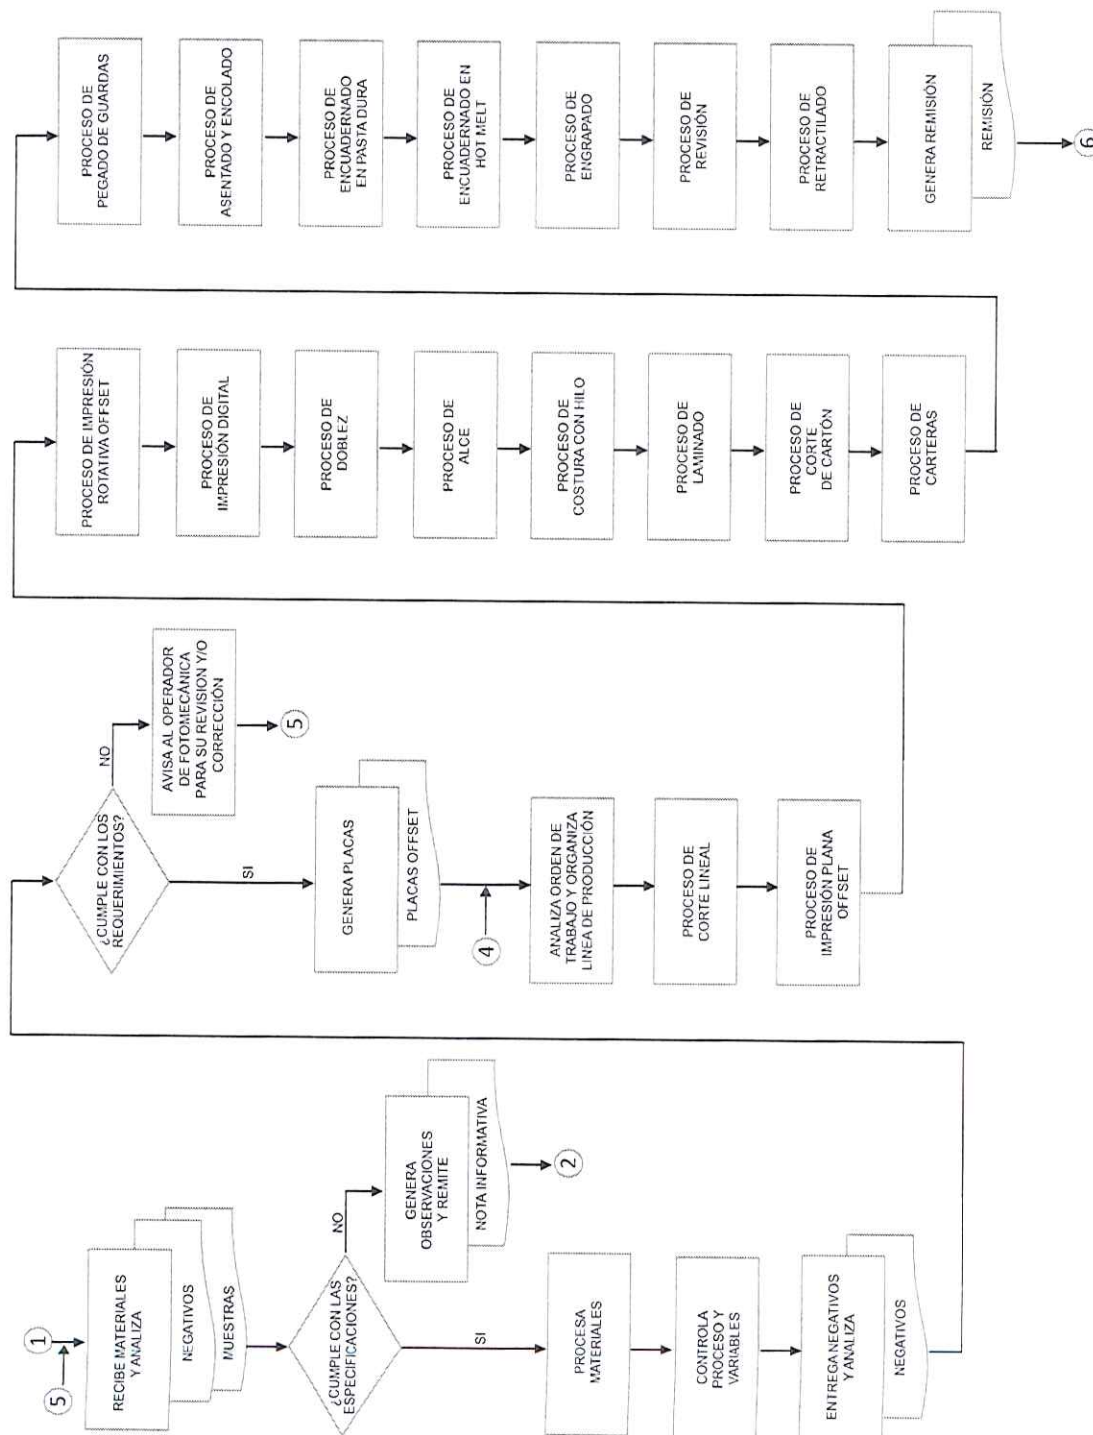 1
5
RECIBE MATERIALES
Y ANALIZA
NEGATIVOS
MUESTRAS
¿CUMPLE CON LAS
ESPECIFICACIONES?
NO
GENERA
OBSERVACIONES
Y REMITE
NOTA INFORMATIVA
2
SI
PROCESA
MATERIALES
CONTROLA
PROCESO Y
VARIABLES
ENTREGA NEGATIVOS
Y ANALIZA
NEGATIVOS
¿CUMPLE CON LOS
REQUERIMIENTOS?
NO
AVISA AL OPERADOR
DE FOTOMECÁNICA
PARA SU REVISION Y/O
CORRECCIÓN
5
SI
GENERA PLACAS
PLACAS OFFSET
4
ANALIZA ORDEN DE
TRABAJO Y ORGANIZA
LINEA DE PRODUCCIÓN
PROCESO DE
CORTE LINEAL
PROCESO DE
IMPRESIÓN PLANA
OFFSET
PROCESO DE IMPRESIÓN
ROTATIVA OFFSET
PROCESO DE
IMPRESIÓN DIGITAL
PROCESO DE
DOBLEZ
PROCESO DE
ALCE
PROCESO DE
COSTURA CON HILO
PROCESO DE
LAMINADO
PROCESO DE
CORTE
DE CARTÓN
PROCESO DE
CARTERAS
PROCESO DE
PEGADO DE GUARDAS
PROCESO DE
ASENTADO Y ENCOLADO
PROCESO DE
ENCUADERNADO
EN PASTA DURA
PROCESO DE
ENCUADERNADO EN
HOT MELT
PROCESO DE
ENGRAPADO
PROCESO DE
REVISIÓN
PROCESO DE
RETRACTILADO
GENERA REMISIÓN
REMISIÓN
6